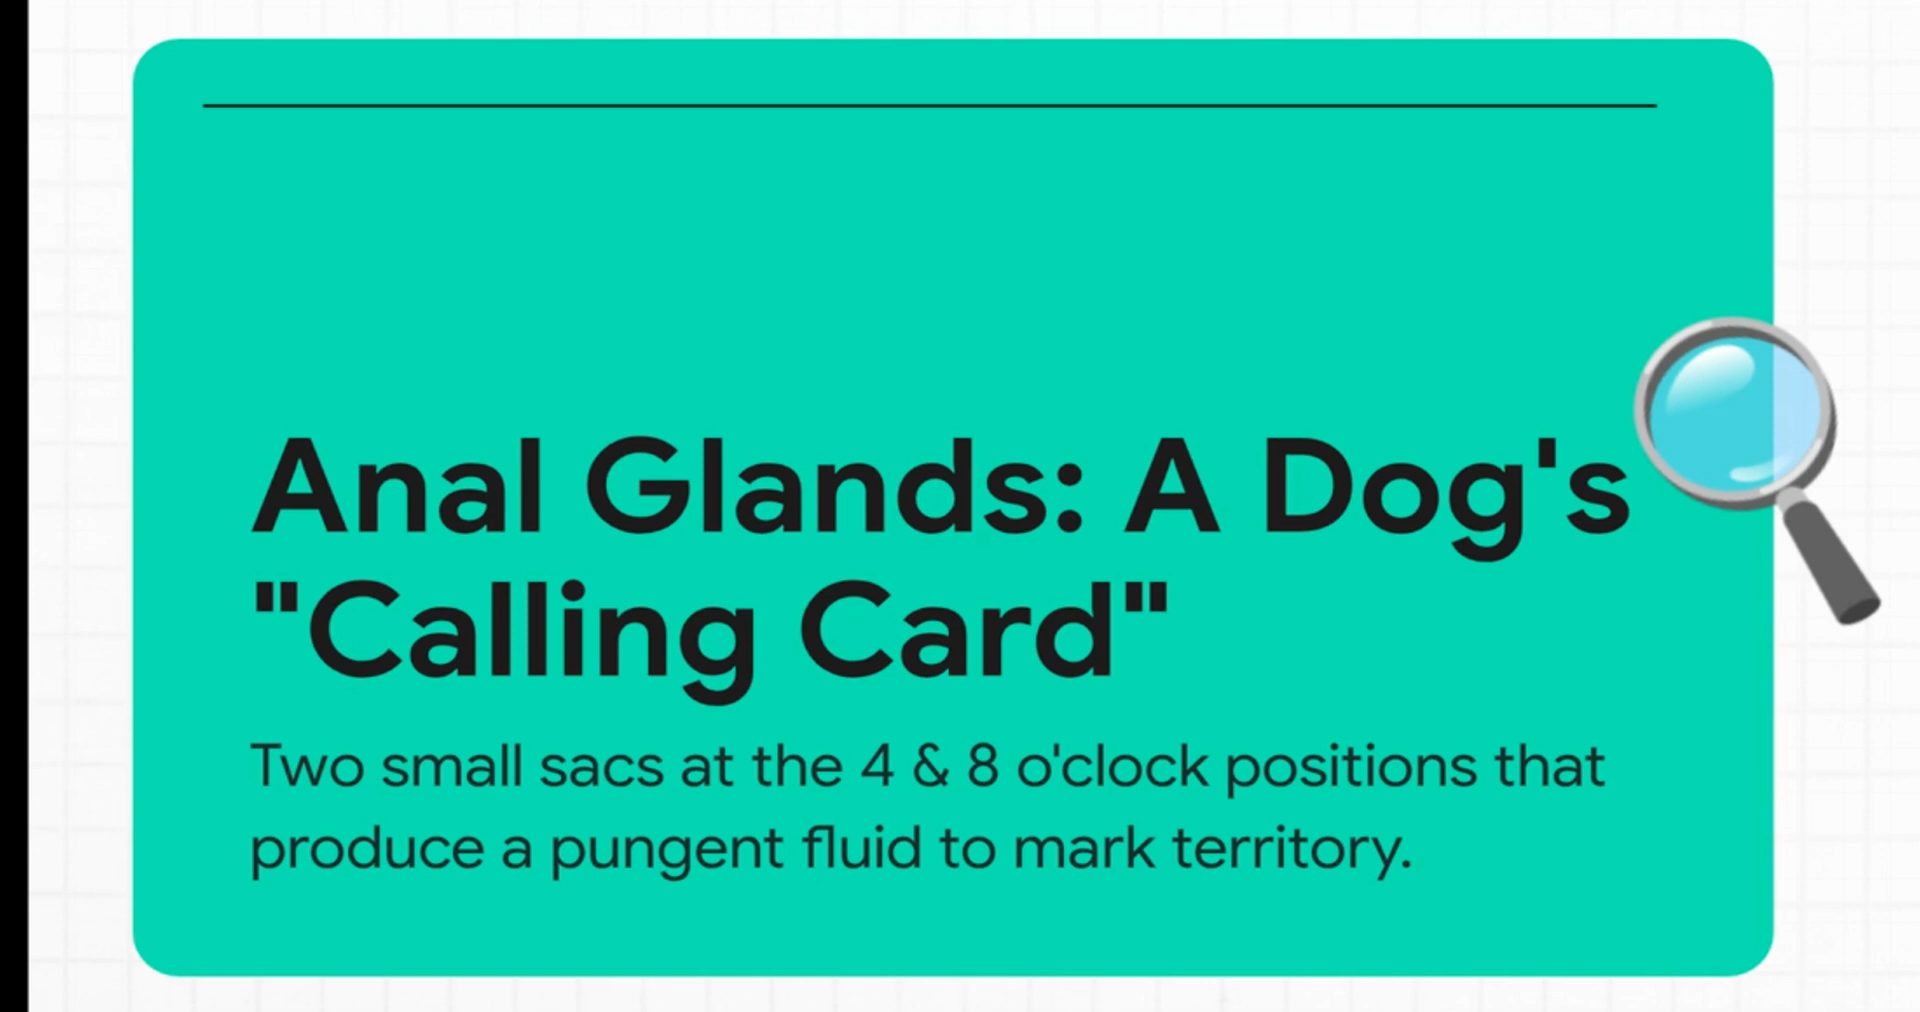 Anal Glands: A Dog's
"Calling Card"
Two small sacs at the 4 & 8 o'clock positions that
produce a pungent fluid to mark territory.